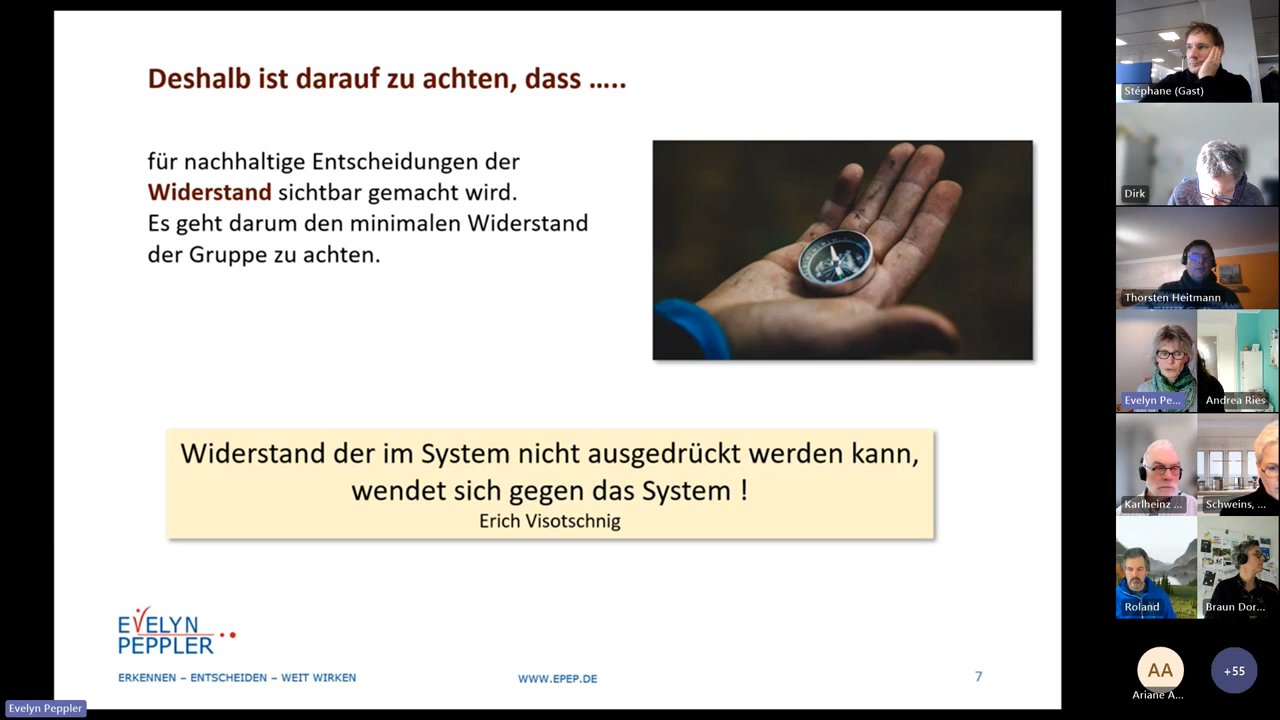 Deshalb ist darauf zu achten, dass …..
für nachhaltige Entscheidungen der
Widerstand sichtbar gemacht wird.
Es geht darum den minimalen Widerstand
der Gruppe zu achten.
Widerstand der im System nicht ausgedrückt werden kann,
wendet sich gegen das System !
Erich Visotschnig
EVELYN
PEPPLER
ERKENNEN – ENTSCHEIDEN – WEIT WIRKEN
WWW.EPEP.DE
7
Evelyn Peppler
Stéphane (Gast)
Dirk
Thorsten Heitmann
Evelyn Pe...
Andrea Ries
Karlheinz ...
Schweins, ...
Roland
Braun Dor...
AA
Ariane A...
+55